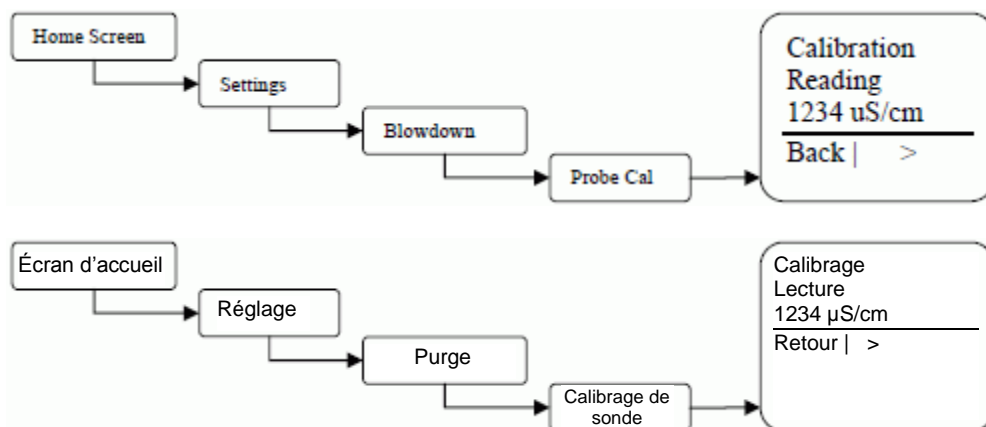 Home Screen
Settings
Blowdown
Probe Cal
Calibration
Reading
1234 uS/cm
Back | >
Écran d'accueil
Réglage
Purge
Calibrage de
sonde
Calibrage
Lecture
1234 µS/cm
Retour | >